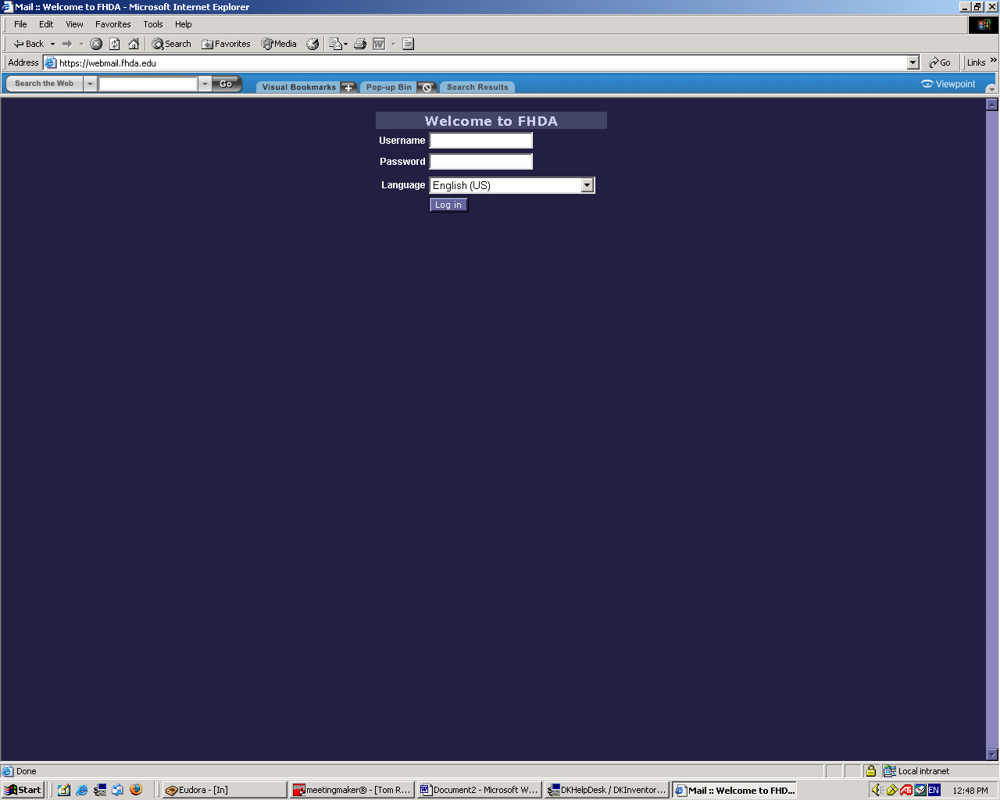 Mail :: Welcome to FHDA - Microsoft Internet Explorer
File Edit View Favorites Tools Help
Back Search Favorites Media
Address https://webmail.fhda.edu Go Links »
Search the Web Go Visual Bookmarks Pop-up Bin Search Results Viewpoint
Welcome to FHDA
Username
Password
Language English (US)
Log in
Done Local intranet
Start Eudora - [In] meetingmaker® - [Tom R... Document2 - Microsoft W... DKHelpDesk / DKInventor... Mail :: Welcome to FHD... EN 12:48 PM